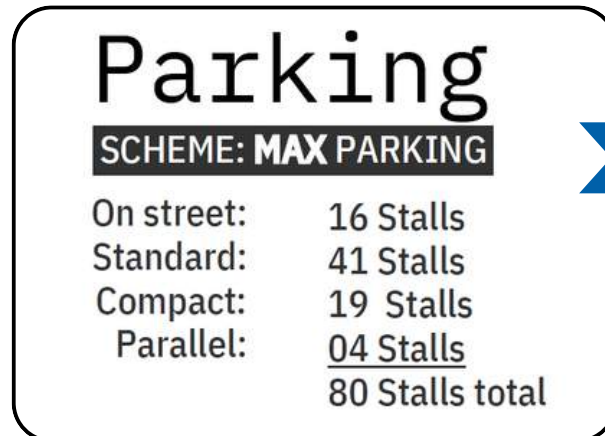 Parking
SCHEME: MAX PARKING
On street: 16 Stalls
Standard: 41 Stalls
Compact: 19 Stalls
Parallel: 04 Stalls
80 Stalls total